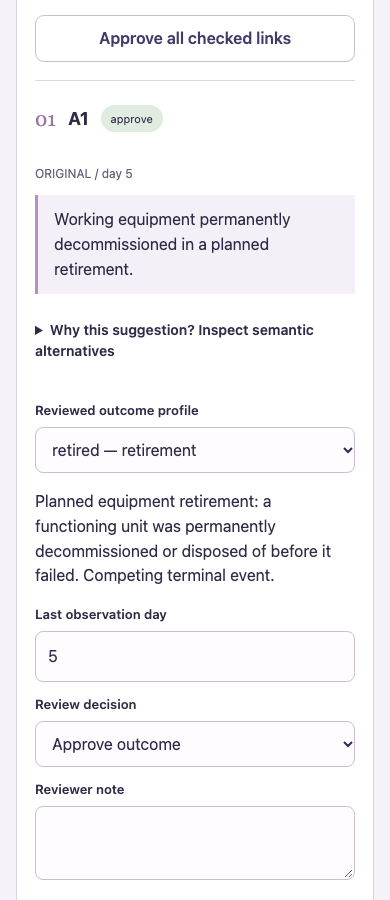 Approve all checked links
01 A1 approve
ORIGINAL / day 5
Working equipment permanently
decommissioned in a planned
retirement.
Why this suggestion? Inspect semantic
alternatives
Reviewed outcome profile
retired — retirement
Planned equipment retirement: a
functioning unit was permanently
decommissioned or disposed of before it
failed. Competing terminal event.
Last observation day
5
Review decision
Approve outcome
Reviewer note